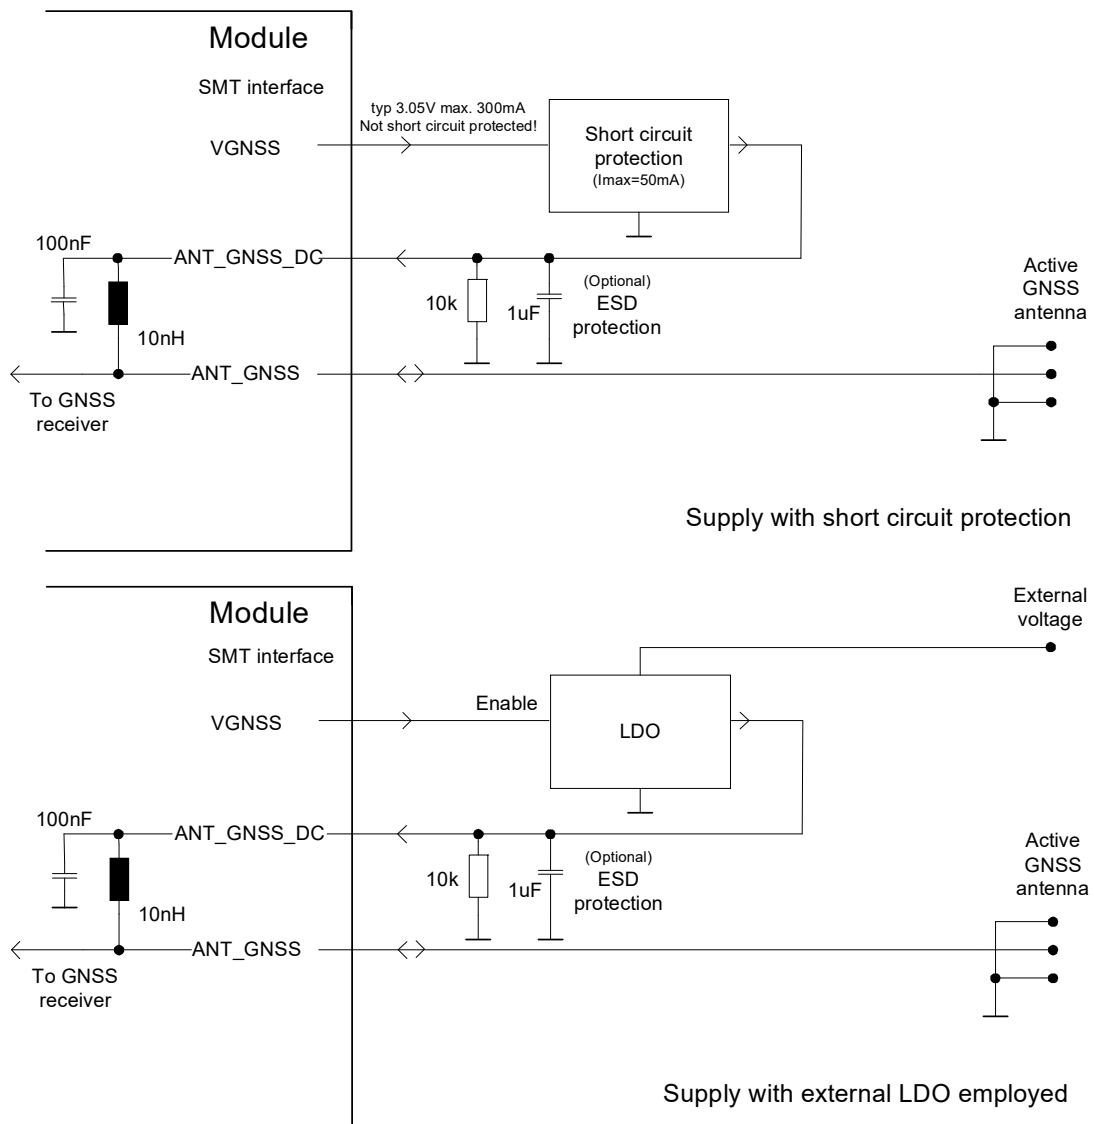 Module
SMT interface
typ 3.05V max. 300mA
Not short circuit protected!
VGNSS
Short circuit
protection
(Imax=50mA)
100nF
ANT_GNSS_DC
10nH
10k
1uF
(Optional)
ESD
protection
Active
GNSS
antenna
ANT_GNSS
To GNSS
receiver
Supply with short circuit protection
Module
SMT interface
External
voltage
VGNSS
Enable
LDO
100nF
ANT_GNSS_DC
10nH
10k
1uF
(Optional)
ESD
protection
Active
GNSS
antenna
ANT_GNSS
To GNSS
receiver
Supply with external LDO employed